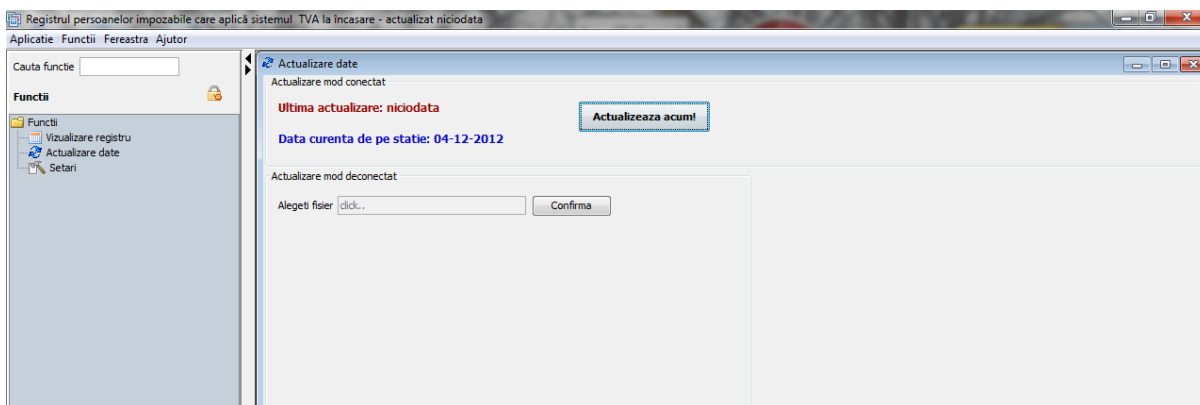 Registrul persoanelor impozabile care aplică sistemul TVA la încasare - actualizat niciodata
Aplicatie Functii Fereastra Ajutor
Cauta functie
Functii
Functii
Vizualizare registru
Actualizare date
Setari
Actualizare date
Actualizare mod conectat
Ultima actualizare: niciodata
Actualizeaza acum!
Data curenta de pe statie: 04-12-2012
Actualizare mod deconectat
Alegeti fisier click.. Confirma